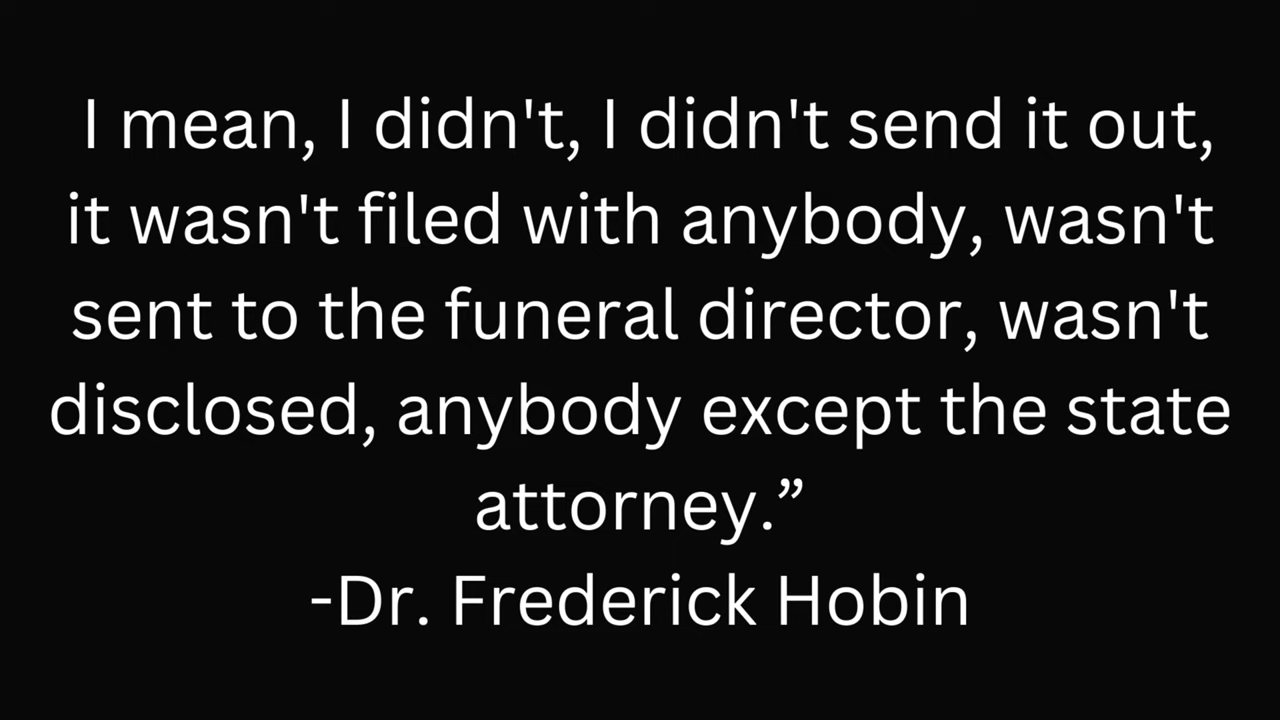 I mean, I didn't, I didn't send it out,
it wasn't filed with anybody, wasn't
sent to the funeral director, wasn't
disclosed, anybody except the state
attorney.”
-Dr. Frederick Hobin